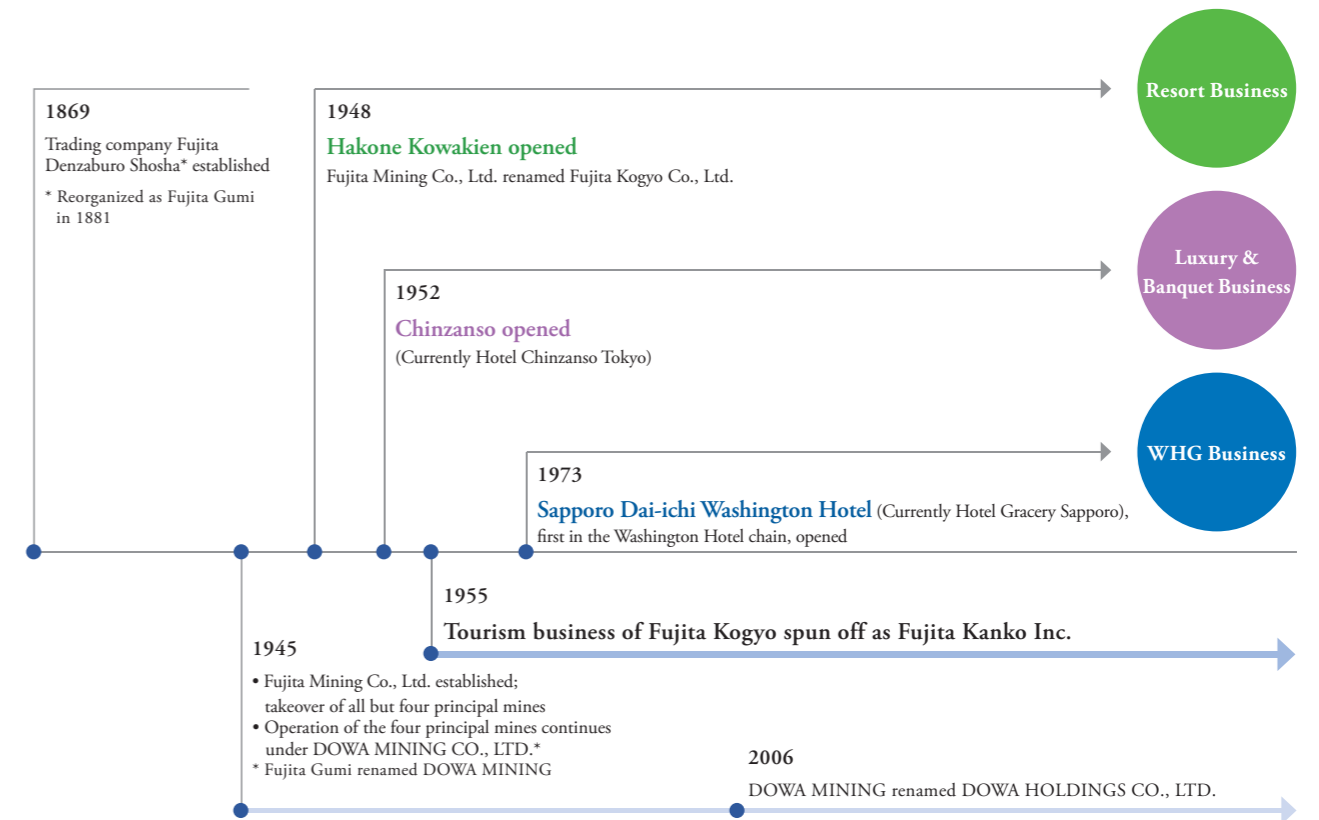 1869
Trading company Fujita
Denzaburo Shosha* established
* Reorganized as Fujita Gumi
in 1881
1948
Hakone Kowakien opened
Fujita Mining Co., Ltd. renamed Fujita Kogyo Co., Ltd.
Resort Business
1952
Chinzanso opened
(Currently Hotel Chinzanso Tokyo)
Luxury &
Banquet Business
1973
Sapporo Dai-ichi Washington Hotel (Currently Hotel Gracery Sapporo),
first in the Washington Hotel chain, opened
WHG Business
1955
Tourism business of Fujita Kogyo spun off as Fujita Kanko Inc.
1945
• Fujita Mining Co., Ltd. established;
takeover of all but four principal mines
• Operation of the four principal mines continues
under DOWA MINING CO., LTD.*
* Fujita Gumi renamed DOWA MINING
2006
DOWA MINING renamed DOWA HOLDINGS CO., LTD.